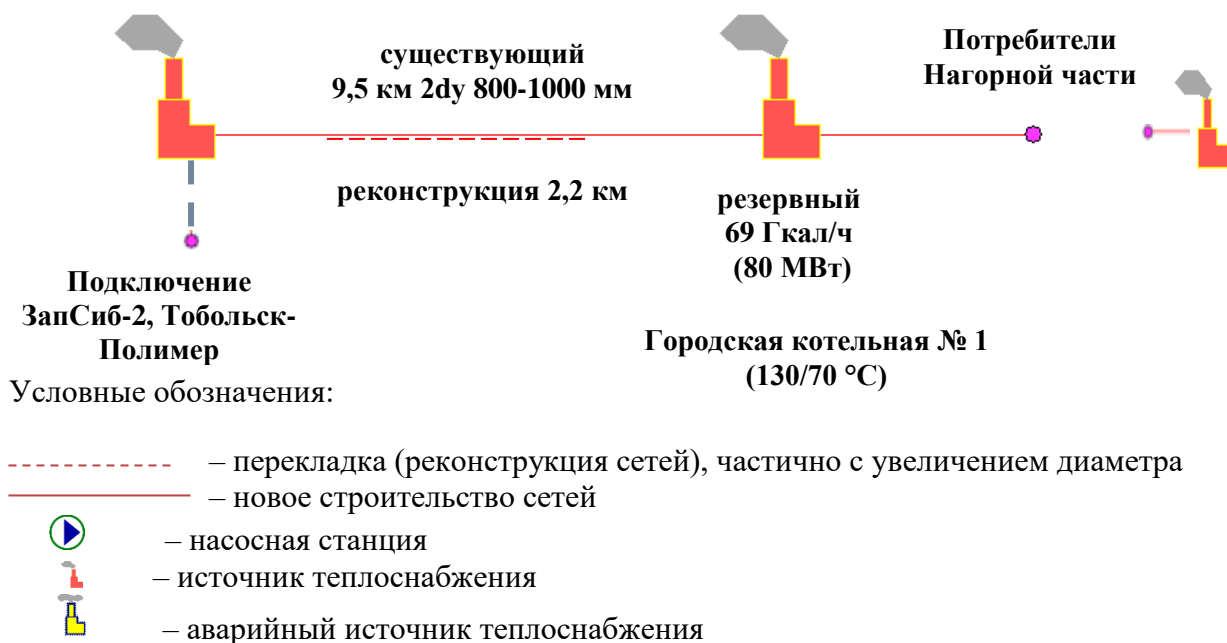 существующий
9,5 км 2dy 800-1000 мм
Потребители
Нагорной части
реконструкция 2,2 км
резервный
69 Гкал/ч
(80 МВт)
Подключение
ЗапСиб-2, Тобольск-
Полимер
Городская котельная № 1
(130/70 °C)
Условные обозначения:
– перекладка (реконструкция сетей), частично с увеличением диаметра
– новое строительство сетей
– насосная станция
– источник теплоснабжения
– аварийный источник теплоснабжения